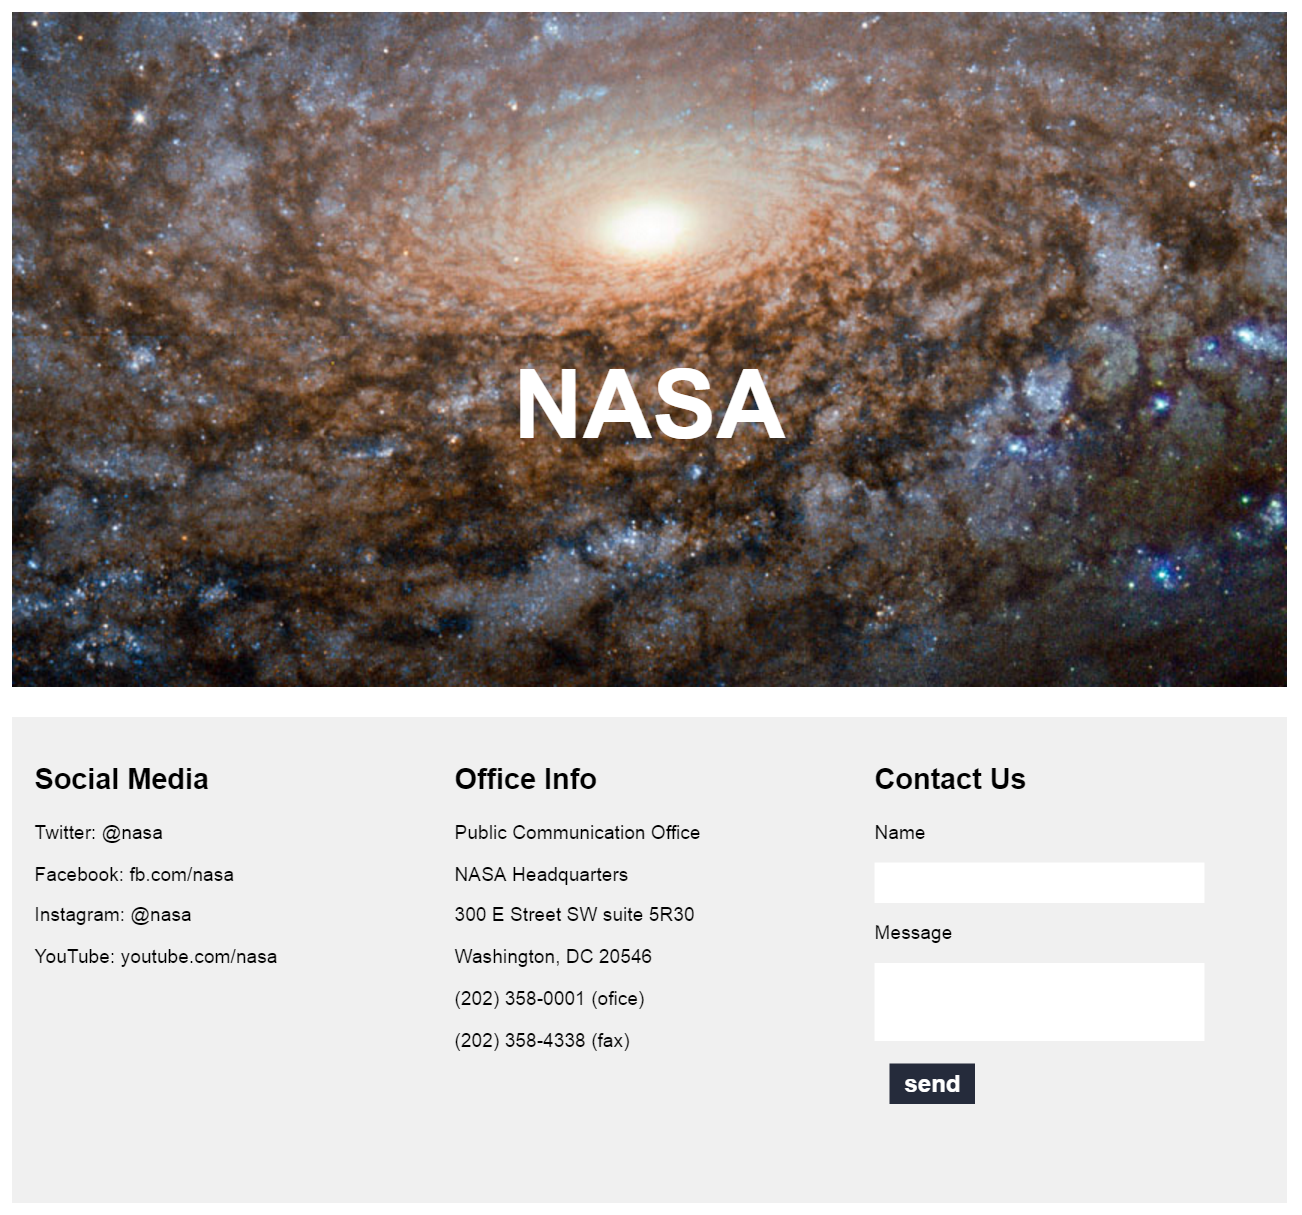 NASA
Social Media
Twitter: @nasa
Facebook: fb.com/nasa
Instagram: @nasa
YouTube: youtube.com/nasa
Office Info
Public Communication Office
NASA Headquarters
300 E Street SW suite 5R30
Washington, DC 20546
(202) 358-0001 (ofice)
(202) 358-4338 (fax)
Contact Us
Name
Message
send